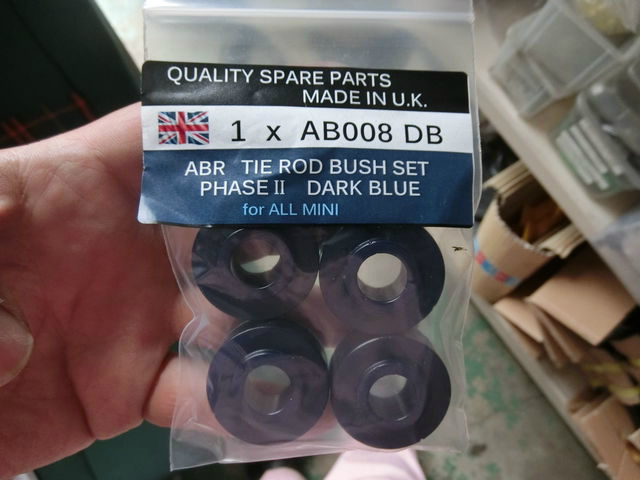 QUALITY SPARE PARTS
MADE IN U.K.
1 x AB008 DB
ABR TIE ROD BUSH SET
PHASE II DARK BLUE
for ALL MINI